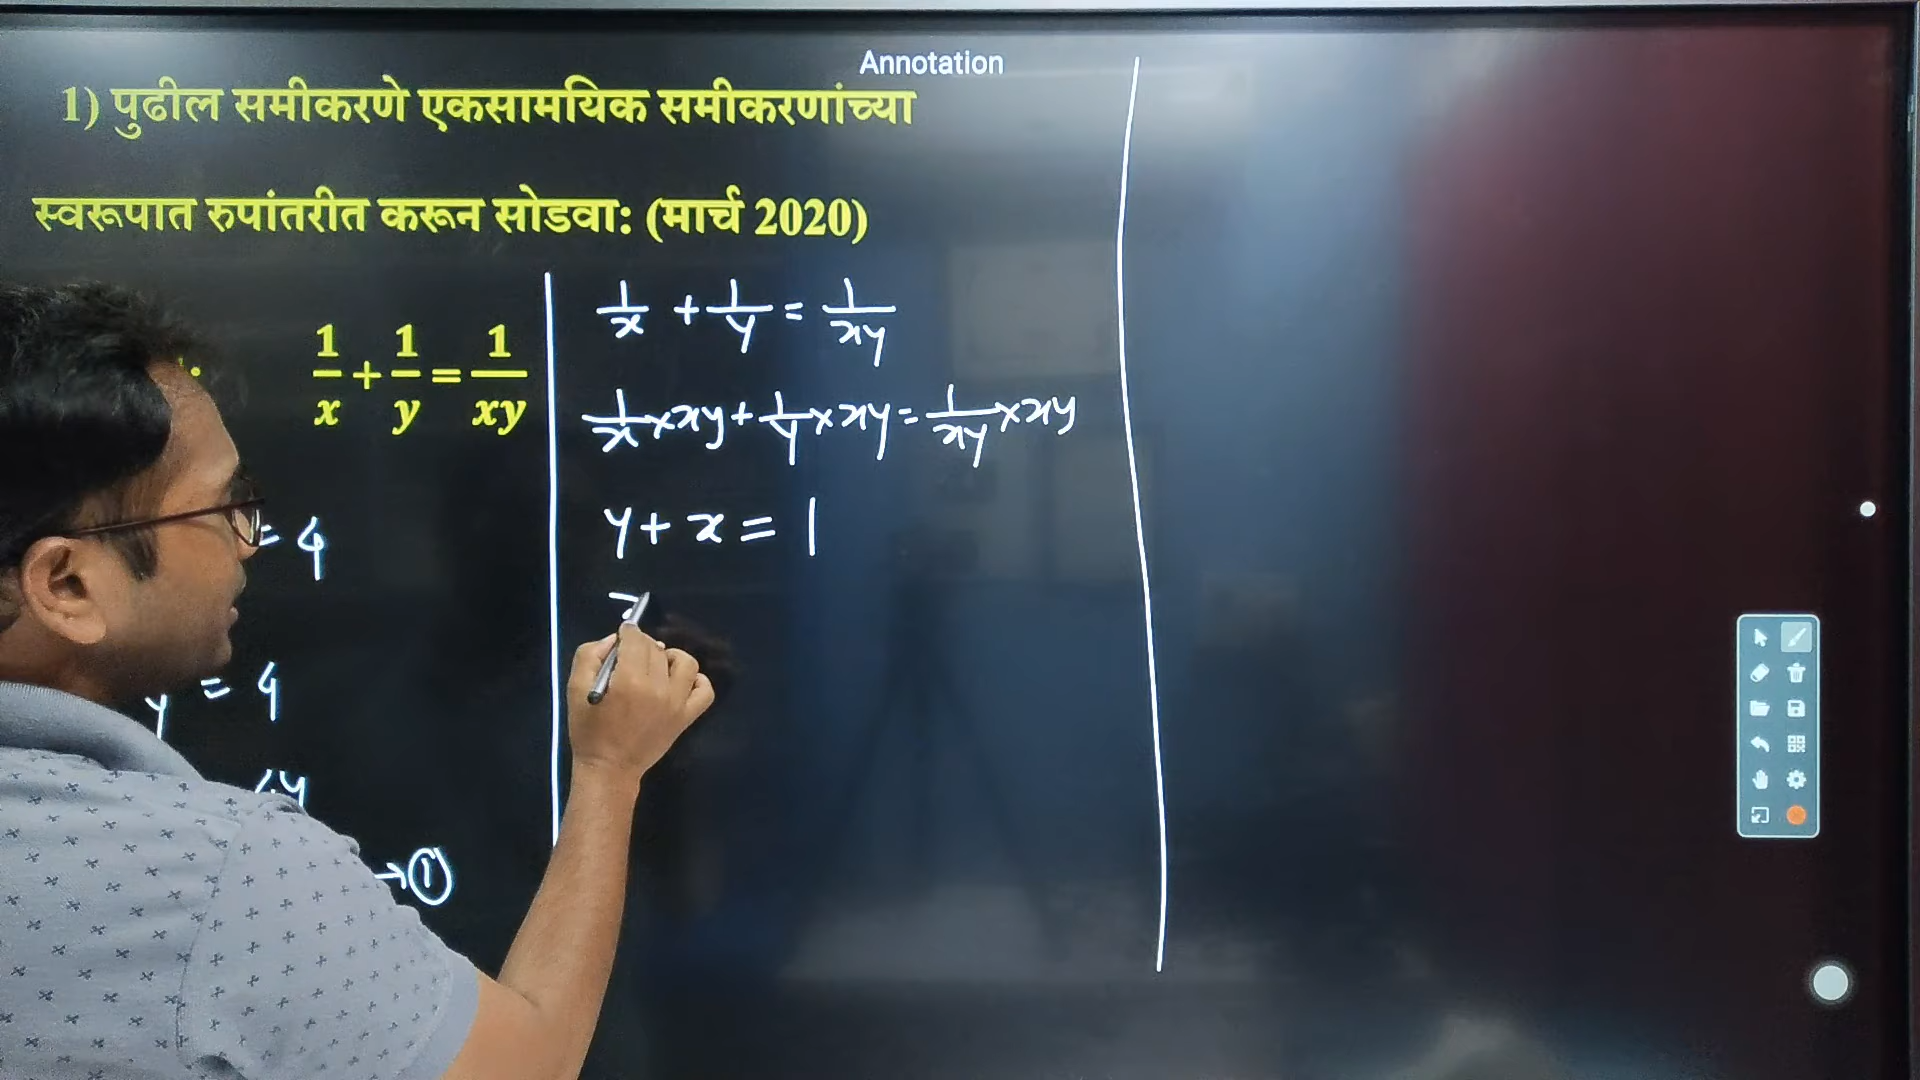 Annotation
1) पुढील समीकरणे एकसामयिक समीकरणांच्या
स्वरूपात रुपांतरीत करून सोडवा: (मार्च 2020)
1/x + 1/y = 1/xy
= 4
y = 4
4y
→ ①
1/x + 1/y = 1/xy
1/x × xy + 1/y × xy = 1/xy × xy
y + x = 1